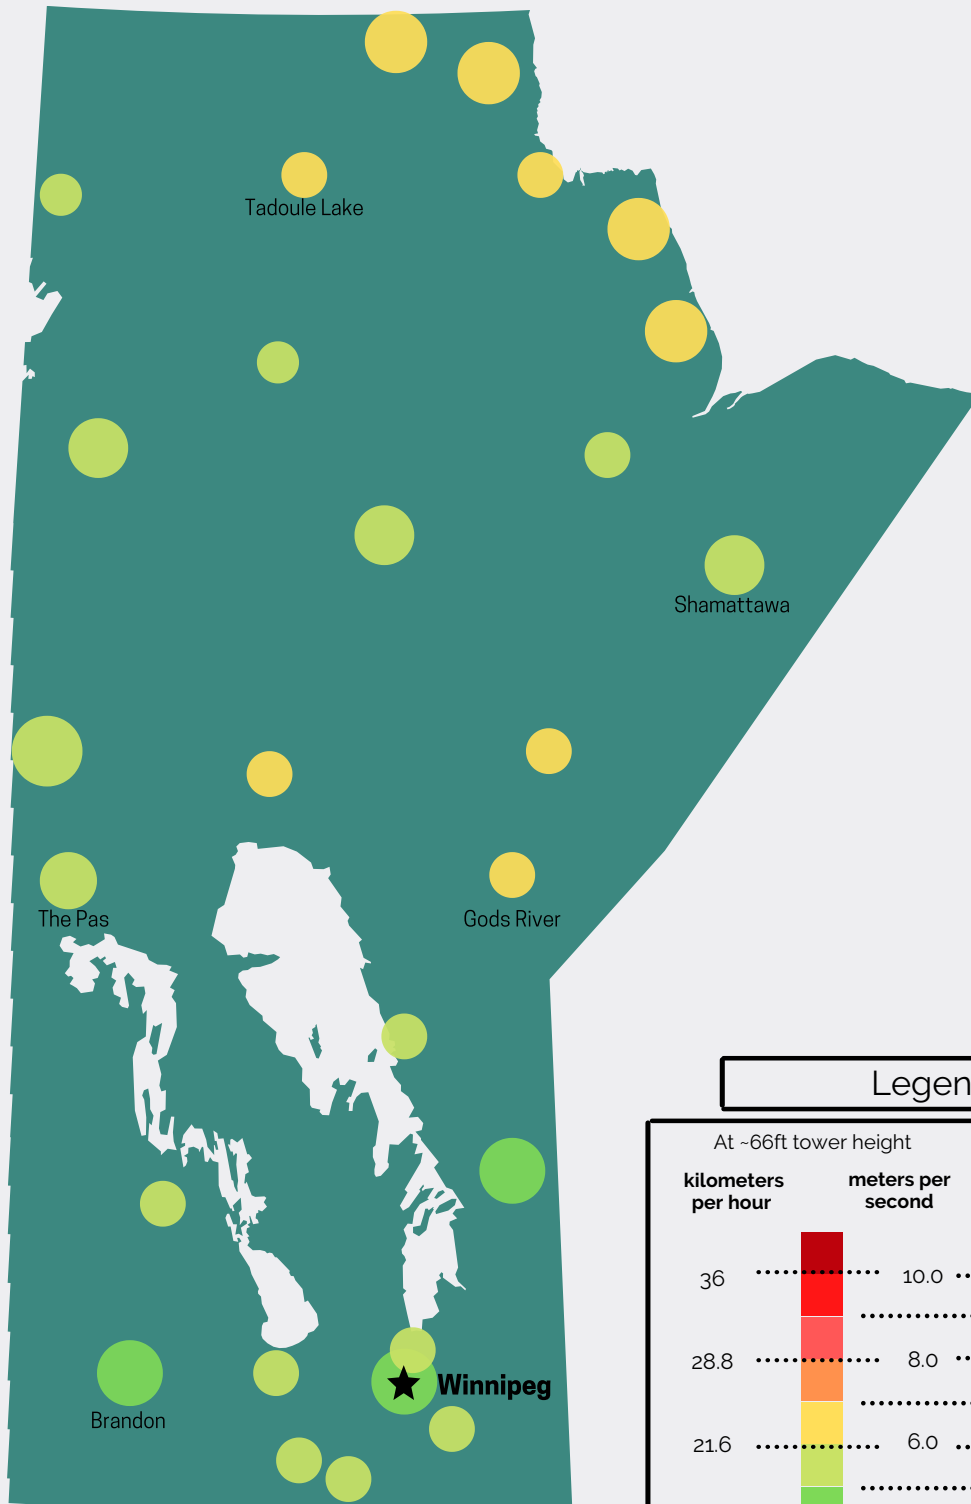 Tadoule Lake
Shamattawa
The Pas
Gods River
Winnipeg
Brandon
Legen
At ~66ft tower height
kilometers
per hour
meters per
second
36
10.0
28.8
8.0
21.6
6.0